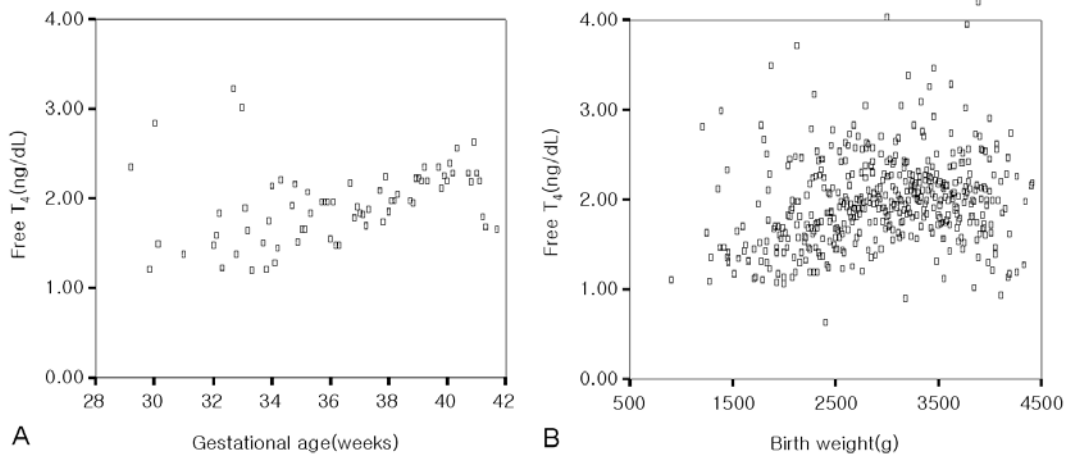 4.00
3.00
2.00
1.00
0.00
Free T₄(ng/dL)
28 30 32 34 36 38 40 42
Gestational age(weeks)
A
4.00
3.00
2.00
1.00
0.00
Free T₄(ng/dL)
500 1500 2500 3500 4500
Birth weight(g)
B